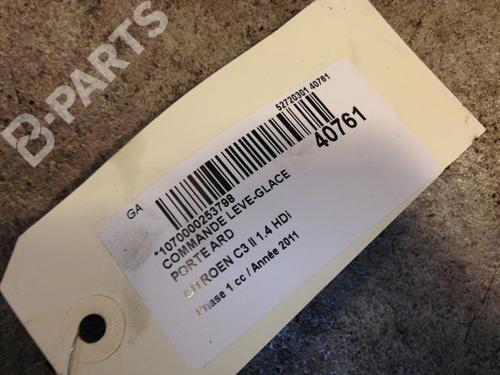 B-PARTS
GA
52720301 40761
40761
*1070000253798
COMMANDE LEVE-GLACE
PORTE ARD
CITROEN C3 II 1.4 HDi
Phase 1 cc / Année 2011